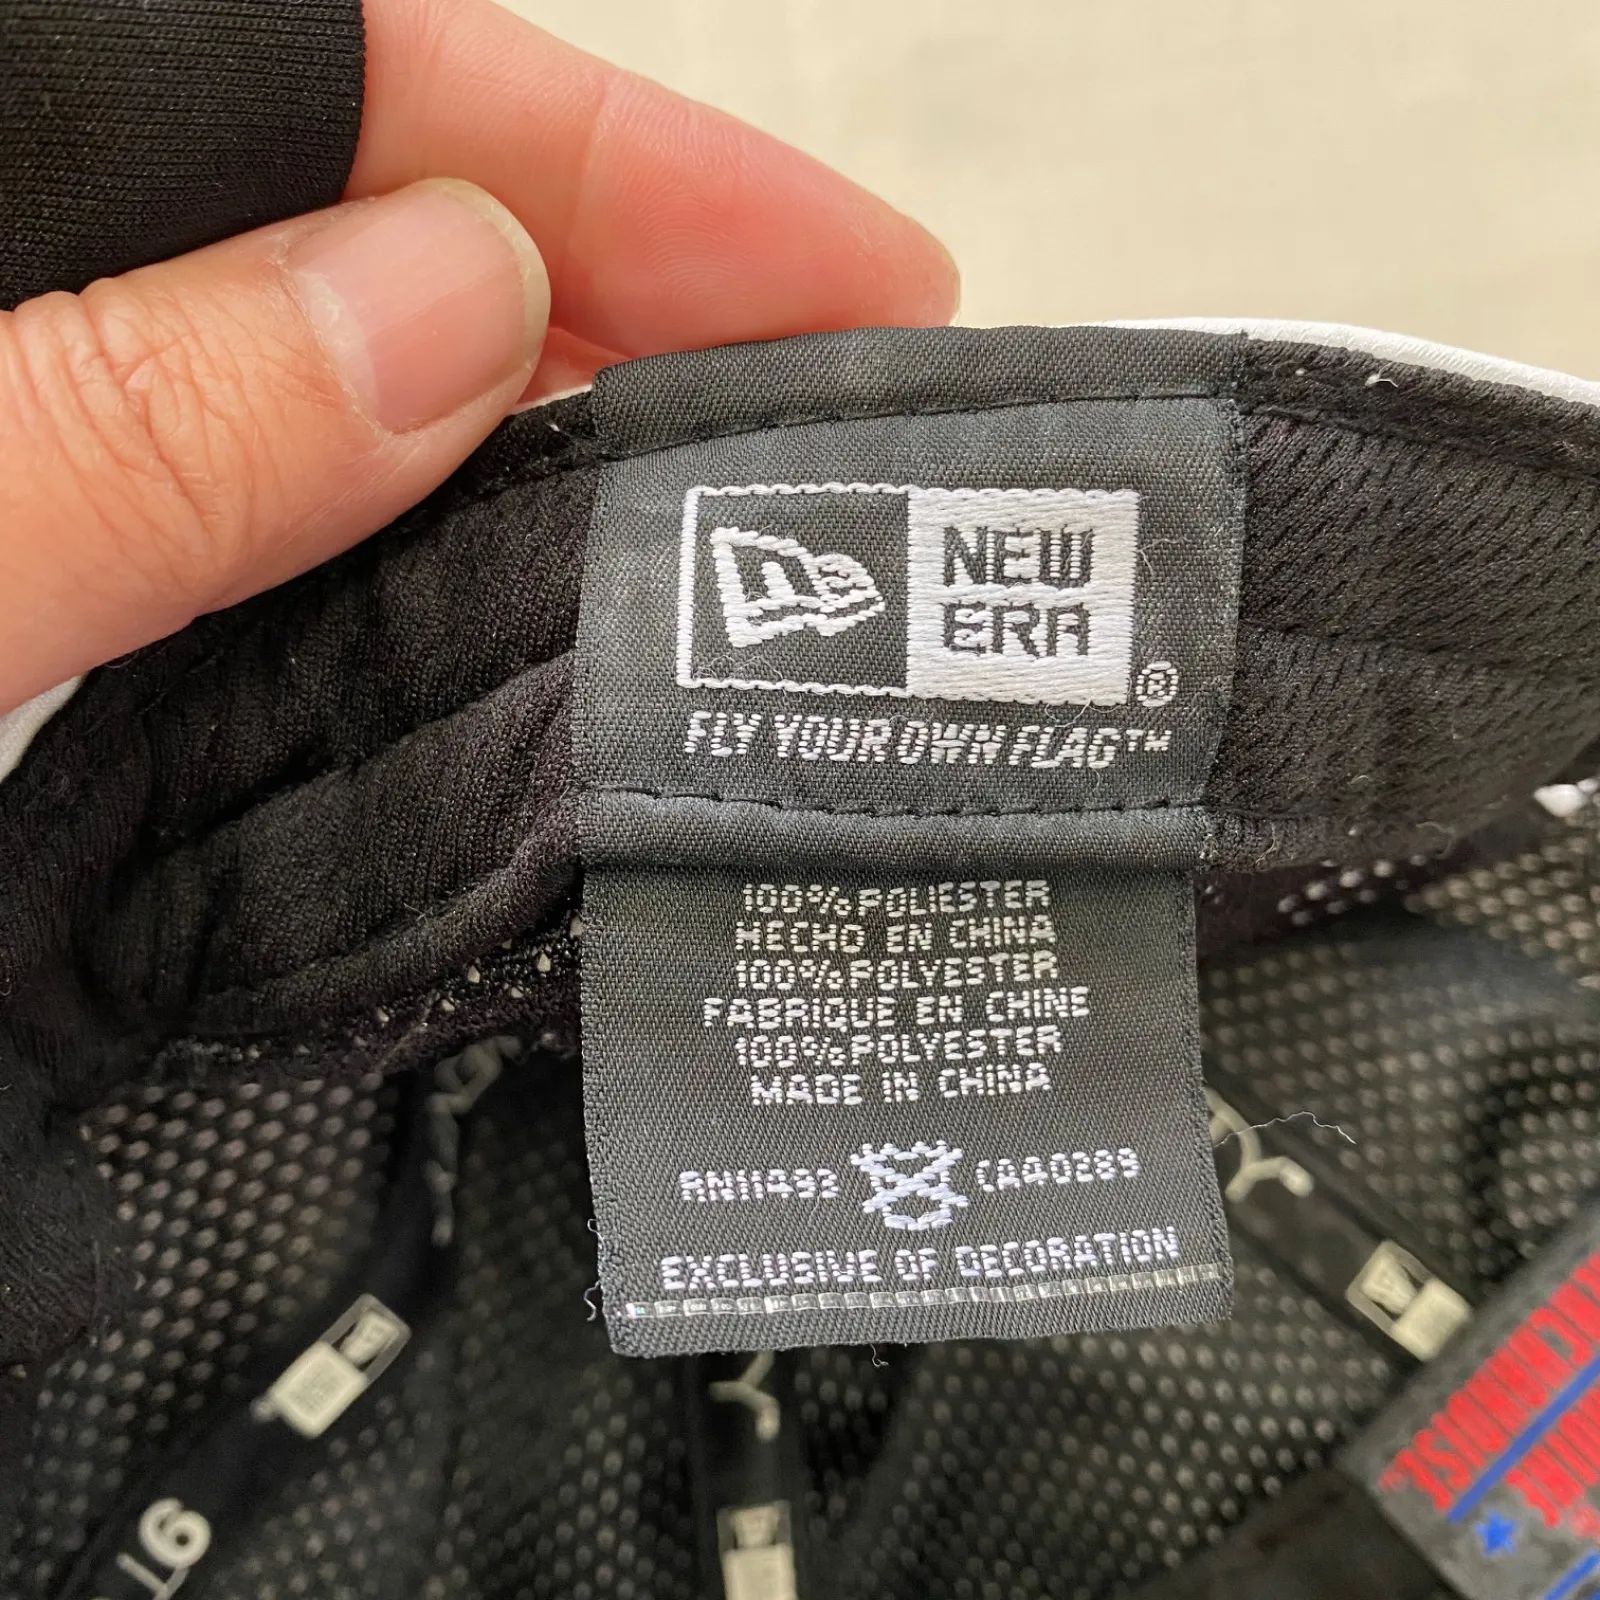 NEW
ERA
®
FLY YOUR OWN FLAG™
100% POLIESTER
HECHO EN CHINA
100% POLYESTER
FABRIQUE EN CHINE
100% POLYESTER
MADE IN CHINA
RN11493 CA40289
EXCLUSIVE OF DECORATION
MERCHANDISE